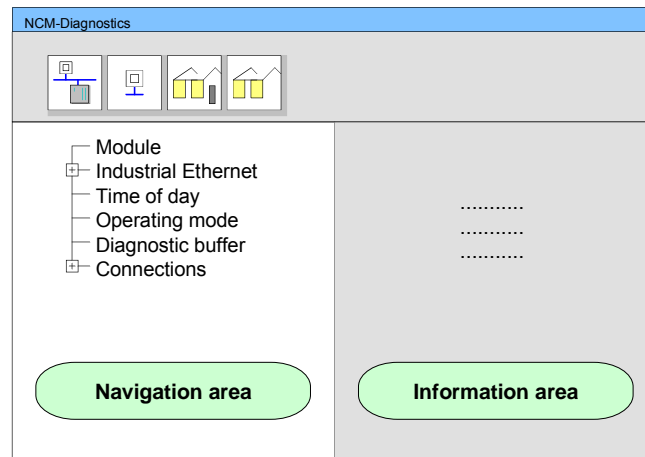 NCM-Diagnostics
Module
Industrial Ethernet
Time of day
Operating mode
Diagnostic buffer
Connections
...........
...........
...........
Navigation area
Information area